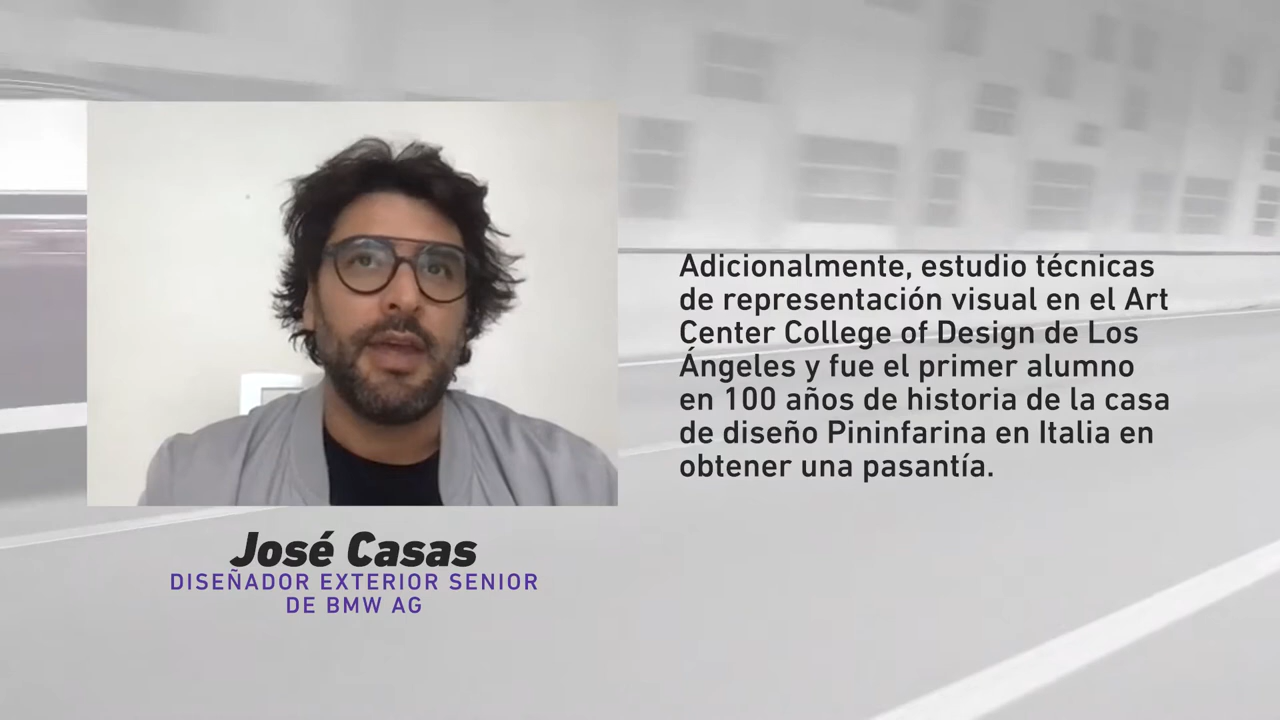 Adicionalmente, estudio técnicas
de representación visual en el Art
Center College of Design de Los
Ángeles y fue el primer alumno
en 100 años de historia de la casa
de diseño Pininfarina en Italia en
obtener una pasantía.
José Casas
DISEÑADOR EXTERIOR SENIOR
DE BMW AG